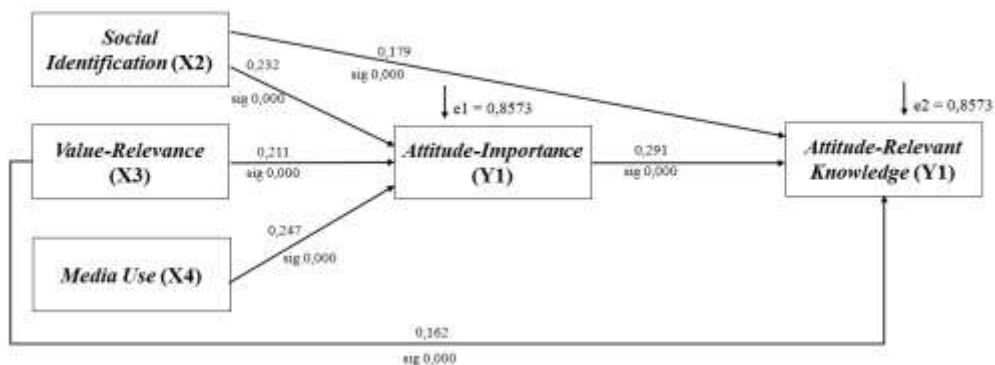 Social
Identification (X2)
0,179
sig 0,000
0,232
sig 0,000
e1 = 0,8573
e2 = 0,8573
Value-Relevance
(X3)
0,211
sig 0,000
Attitude-Importance
(Y1)
0,291
sig 0,000
Attitude-Relevant
Knowledge (Y1)
Media Use (X4)
0,247
sig 0,000
0,162
sig 0,000